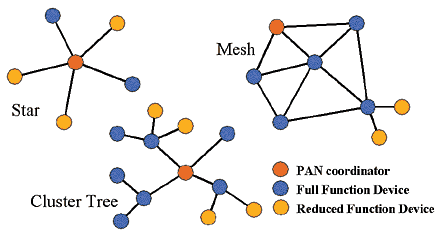 Star
Mesh
Cluster Tree
PAN coordinator
Full Function Device
Reduced Function Device